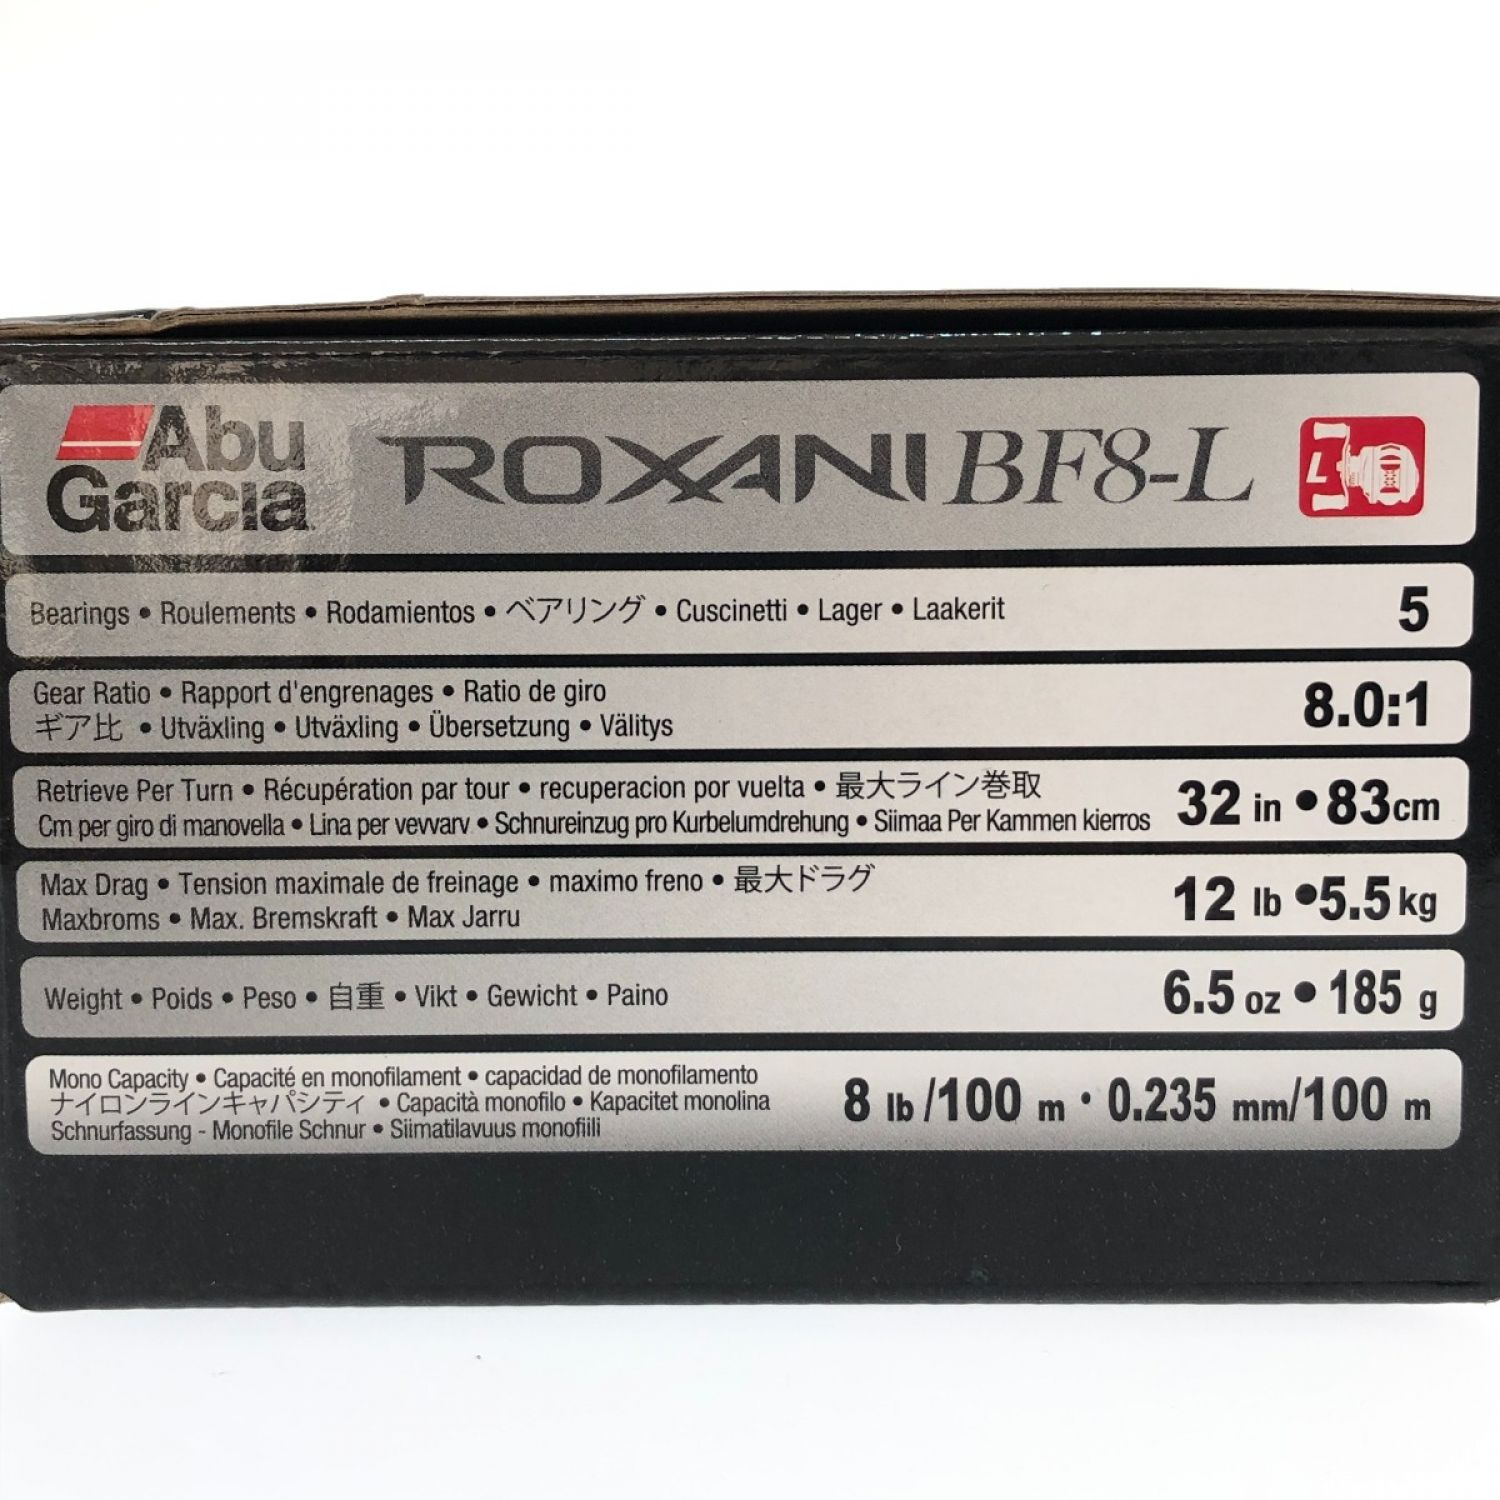 Abu
Garcia
ROXANI BF8-L
Bearings • Roulements • Rodamientos • ベアリング • Cuscinetti • Lager • Laakerit
5
Gear Ratio • Rapport d'engrenages • Ratio de giro
ギア比 • Utväxling • Utväxling • Übersetzung • Välitys
8.0:1
Retrieve Per Turn • Récupération par tour • recuperacion por vuelta • 最大ライン巻取
Cm per giro di manovella • Lina per vevvarv • Schnureinzug pro Kurbelumdrehung • Siimaa Per Kammen kierros
32 in • 83cm
Max Drag • Tension maximale de freinage • maximo freno • 最大ドラグ
Maxbroms • Max. Bremskraft • Max Jarru
12 lb •5.5kg
Weight • Poids • Peso • 自重 • Vikt • Gewicht • Paino
6.5 oz • 185 g
Mono Capacity • Capacité en monofilament • capacidad de monofilamento
ナイロンラインキャパシティ • Capacità monofilo • Kapacitet monolina
Schnurfassung - Monofile Schnur • Siimatilavuus monofiili
8 lb /100 m · 0.235 mm/100 m